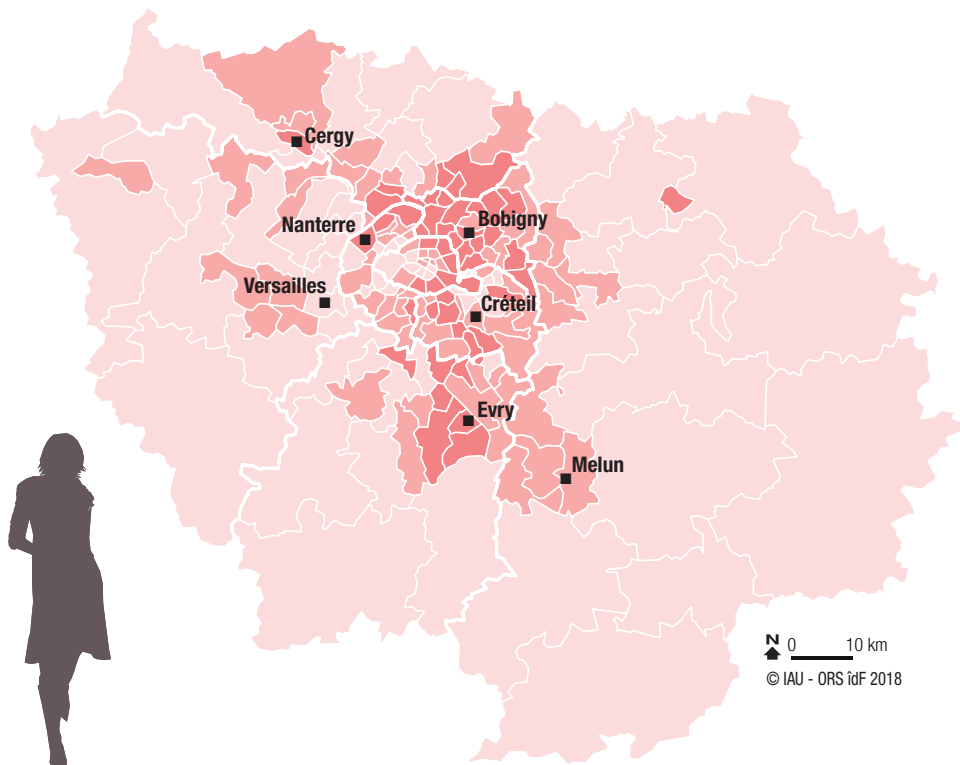 Cergy
Nanterre
Bobigny
Versailles
Créteil
Evry
Melun
N
0 10 km
© IAU - ORS îdF 2018